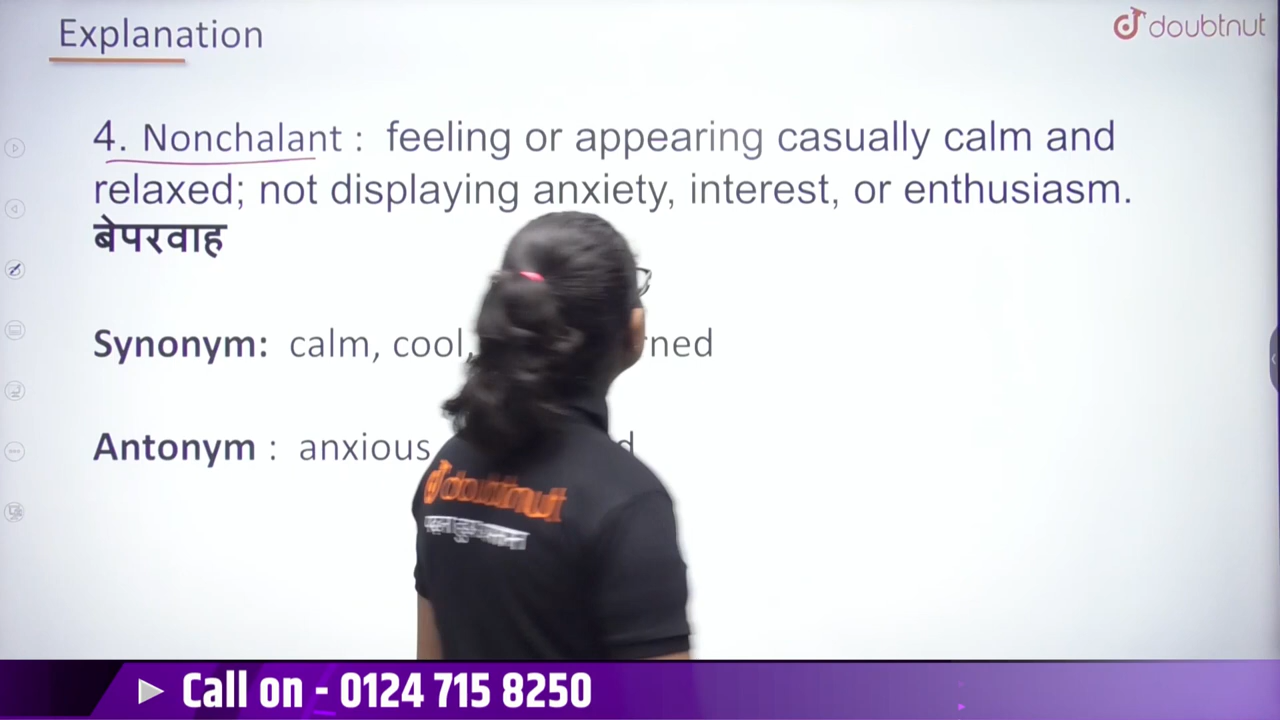 Explanation
doubtnut
4. Nonchalant : feeling or appearing casually calm and
relaxed; not displaying anxiety, interest, or enthusiasm.
बेपरवाह
Synonym: calm, cool,
Antonym : anxious
doubtnut
Call on - 0124 715 8250